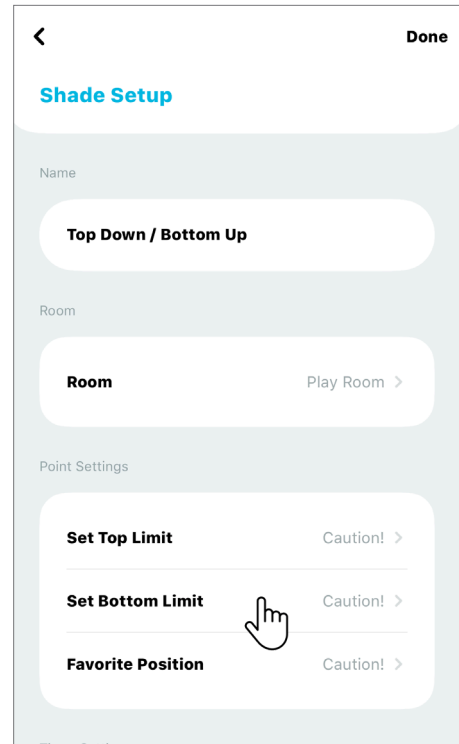 Done
Shade Setup
Name
Top Down / Bottom Up
Room
Room Play Room
Point Settings
Set Top Limit Caution!
Set Bottom Limit Caution!
Favorite Position Caution!